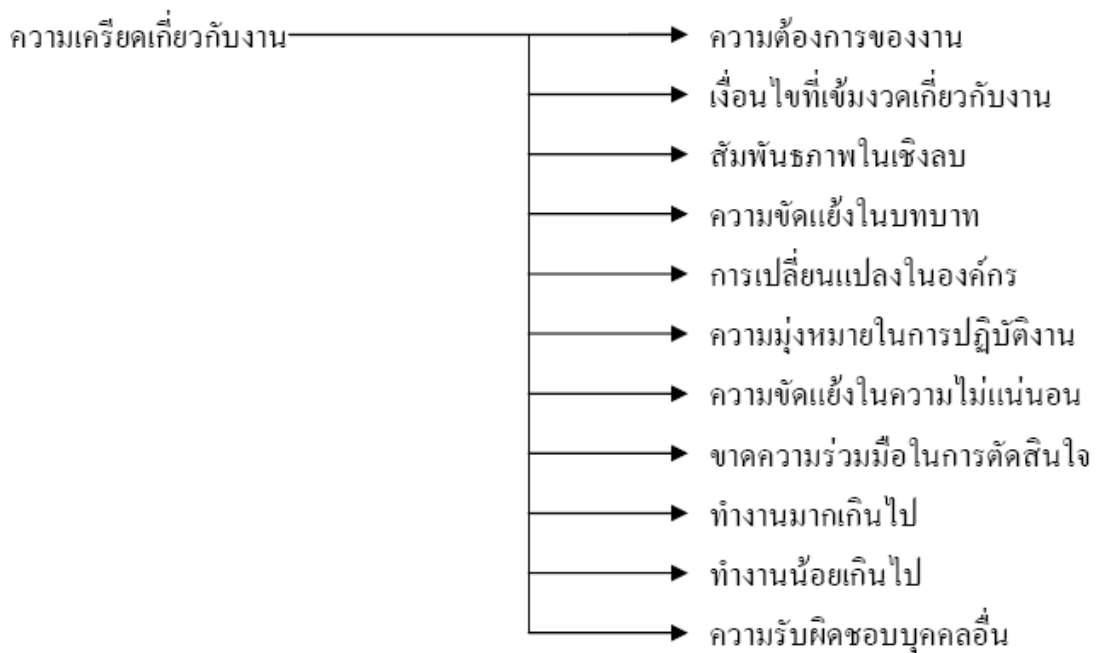 ความเครียดเกี่ยวกับงาน
ความต้องการของงาน
เงื่อนไขที่เข้มงวดเกี่ยวกับงาน
สัมพันธภาพในเชิงลบ
ความขัดแย้งในบทบาท
การเปลี่ยนแปลงในองค์กร
ความมุ่งหมายในการปฏิบัติงาน
ความขัดแย้งในความไม่แน่นอน
ขาดความร่วมมือในการตัดสินใจ
ทำงานมากเกินไป
ทำงานน้อยเกินไป
ความรับผิดชอบบุคคลอื่น